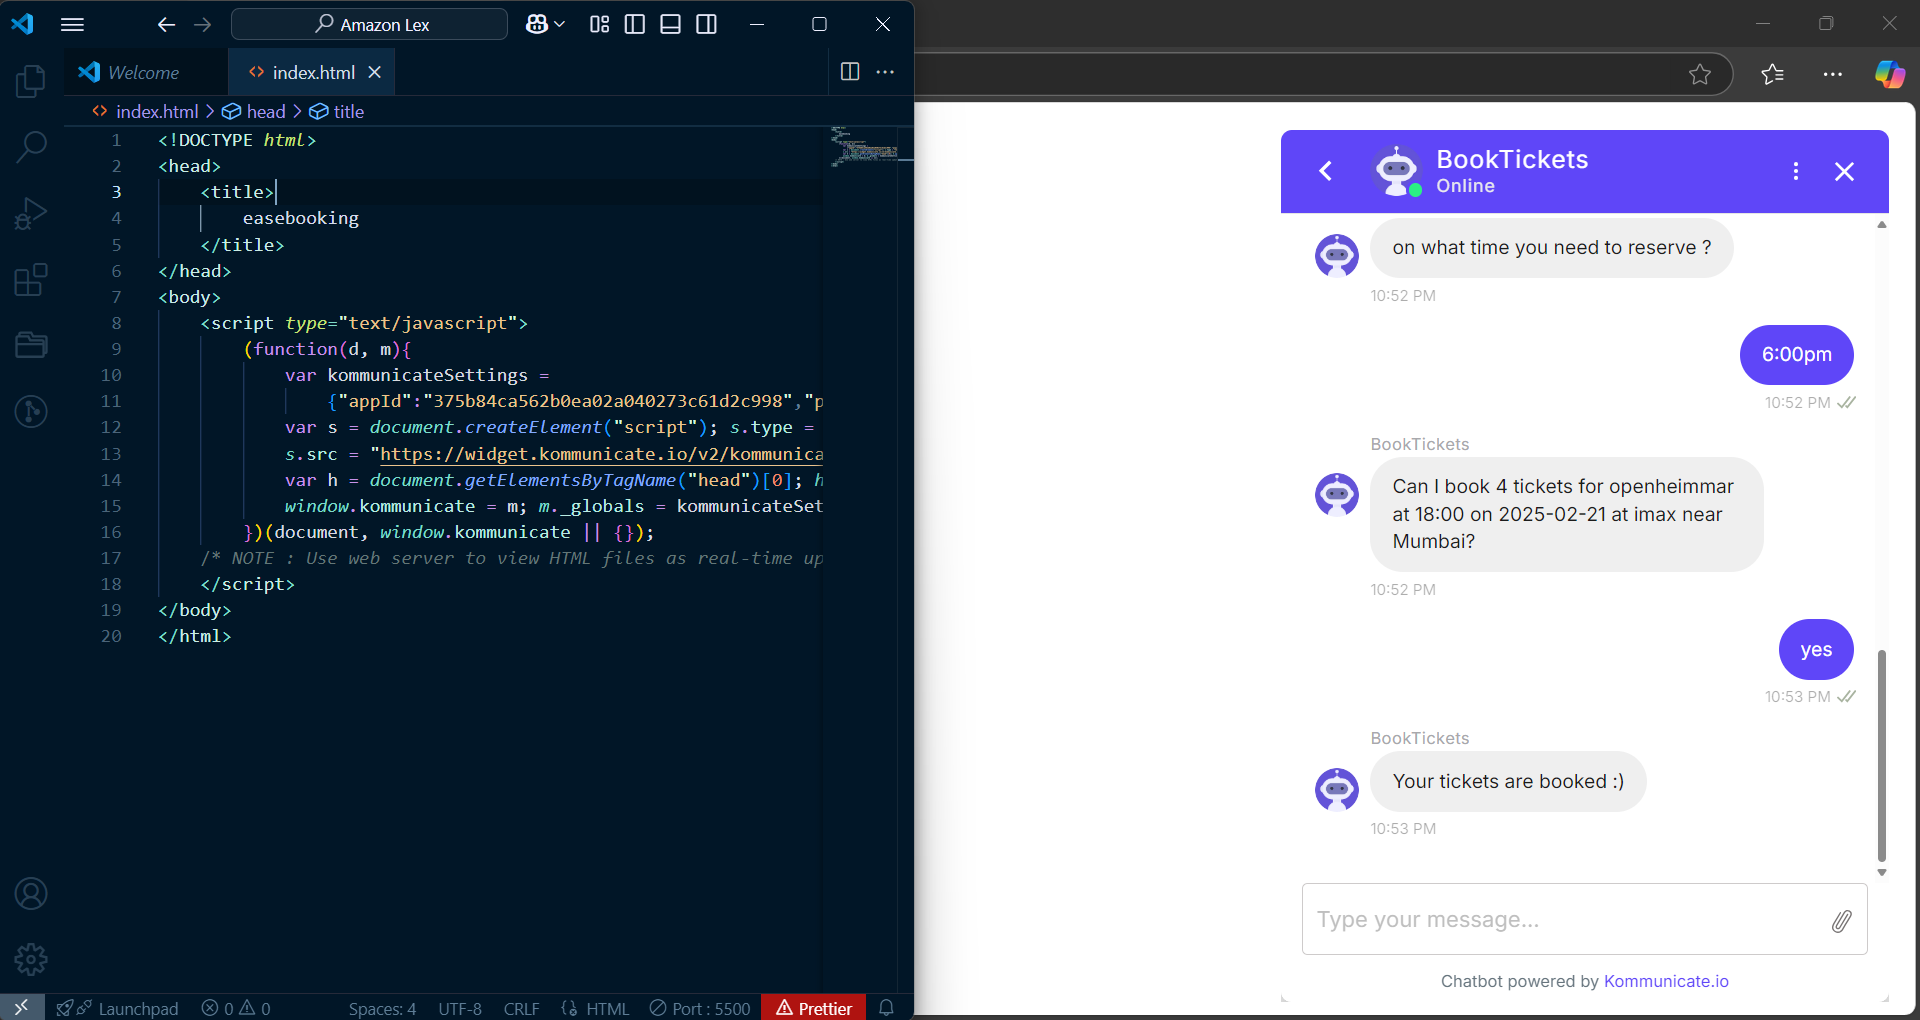 Amazon Lex
Welcome
<> index.html
<> index.html > head > title
1 <!DOCTYPE html>
2 <head>
3 <title>
4 easebooking
5 </title>
6 </head>
7 <body>
8 <script type="text/javascript">
9 (function(d, m){
10 var kommunicateSettings =
11 {"appId":"375b84ca562b0ea02a040273c61d2c998","p
12 var s = document.createElement("script"); s.type =
13 s.src = "https://widget.kommunicate.io/v2/kommunica
14 var h = document.getElementsByTagName("head")[0]; h
15 window.kommunicate = m; m._globals = kommunicateSet
16 })(document, window.kommunicate || {});
17 /* NOTE : Use web server to view HTML files as real-time up
18 </script>
19 </body>
20 </html>
Launchpad 0 0 Spaces: 4 UTF-8 CRLF {} HTML Port : 5500 Prettier
BookTickets
Online
on what time you need to reserve ?
10:52 PM
6:00pm
10:52 PM
BookTickets
Can I book 4 tickets for openheimmar
at 18:00 on 2025-02-21 at imax near
Mumbai?
10:52 PM
yes
10:53 PM
BookTickets
Your tickets are booked :)
10:53 PM
Type your message...
Chatbot powered by Kommunicate.io